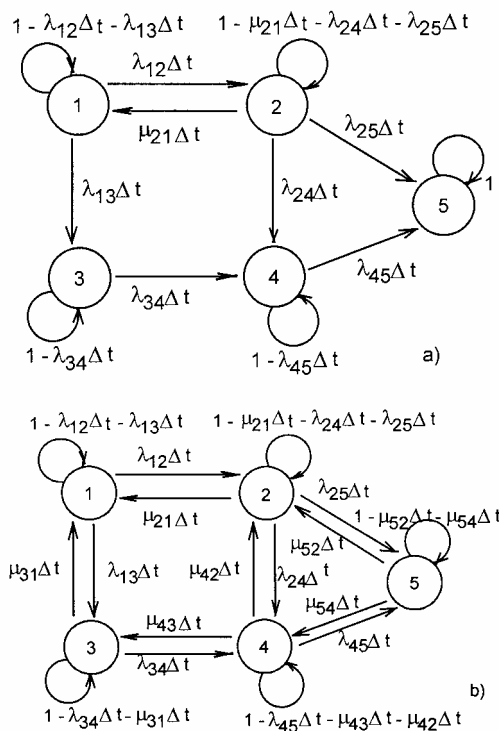 1 - λ12Δt - λ13Δt
1 - μ21Δt - λ24Δt - λ25Δt
λ12Δt
1
2
μ21Δt
λ25Δt
λ13Δt
λ24Δt
5
1
3
4
λ34Δt
λ45Δt
1 - λ34Δt
1 - λ45Δt
a)
1 - λ12Δt - λ13Δt
1 - μ21Δt - λ24Δt - λ25Δt
λ12Δt
1
2
λ25Δt
μ21Δt
1 - μ52Δt - μ54Δt
μ52Δt
μ31Δt
λ13Δt
μ42Δt
λ24Δt
5
μ54Δt
μ43Δt
3
4
λ34Δt
λ45Δt
1 - λ34Δt - μ31Δt
1 - λ45Δt - μ43Δt - μ42Δt
b)